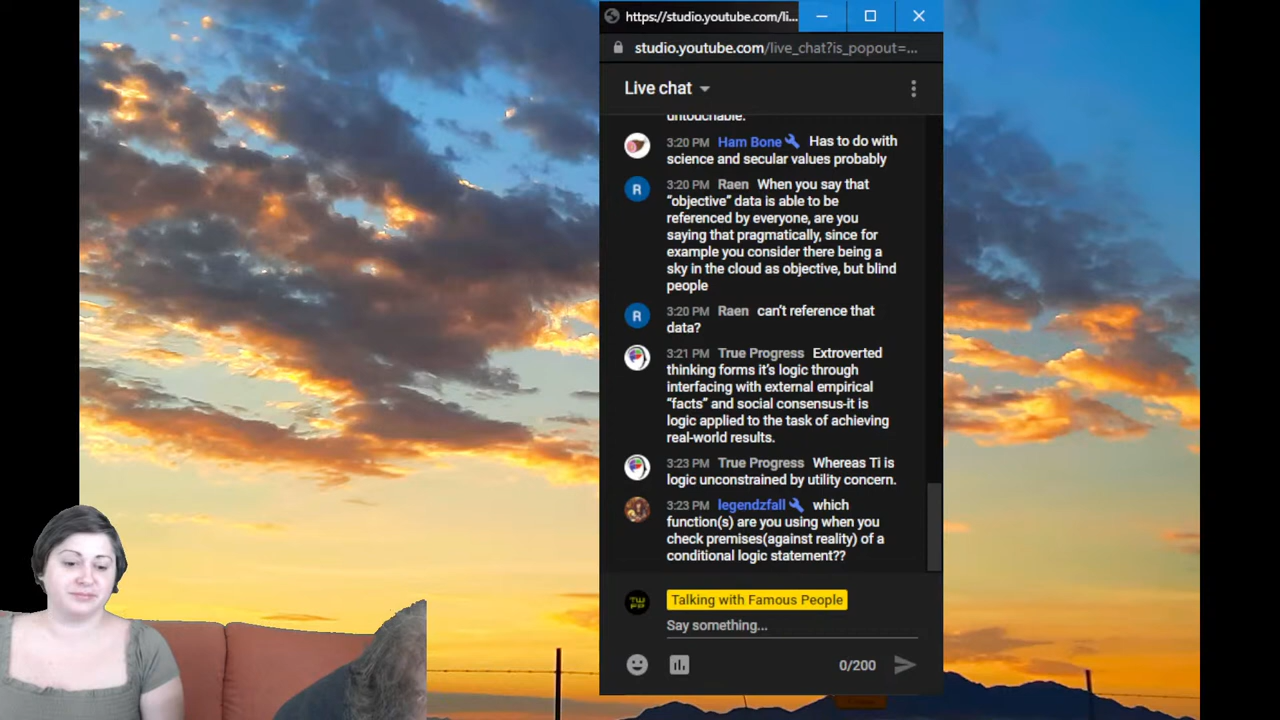 https://studio.youtube.com/li...
studio.youtube.com/live_chat?is_popout=...
Live chat
untouchable.
3:20 PM Ham Bone Has to do with
science and secular values probably
R 3:20 PM Raen When you say that
“objective” data is able to be
referenced by everyone, are you
saying that pragmatically, since for
example you consider there being a
sky in the cloud as objective, but blind
people
R 3:20 PM Raen can’t reference that
data?
3:21 PM True Progress Extroverted
thinking forms it’s logic through
interfacing with external empirical
“facts” and social consensus-it is
logic applied to the task of achieving
real-world results.
3:23 PM True Progress Whereas Ti is
logic unconstrained by utility concern.
3:23 PM legendzfall which
function(s) are you using when you
check premises(against reality) of a
conditional logic statement??
Talking with Famous People
Say something...
0/200